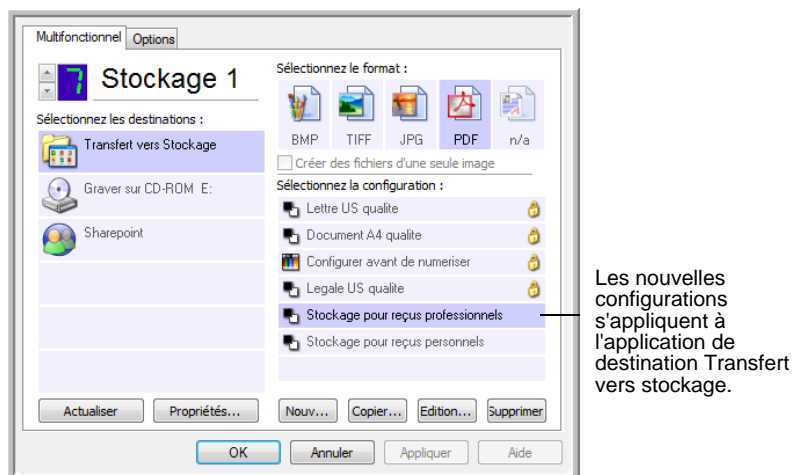 Multifonctionnel Options
7 Stockage 1
Sélectionnez les destinations :
Transfert vers Stockage
Graver sur CD-ROM E:
Sharepoint
Actualiser Propriétés...
Sélectionnez le format :
BMP TIFF JPG PDF n/a
Créer des fichiers d'une seule image
Sélectionnez la configuration :
Lettre US qualite
Document A4 qualite
Configurer avant de numeriser
Legale US qualite
Stockage pour reçus professionnels
Stockage pour reçus personnels
Nouv... Copier... Edition... Supprimer
OK Annuler Appliquer Aide
Les nouvelles
configurations
s'appliquent à
l'application de
destination Transfert
vers stockage.